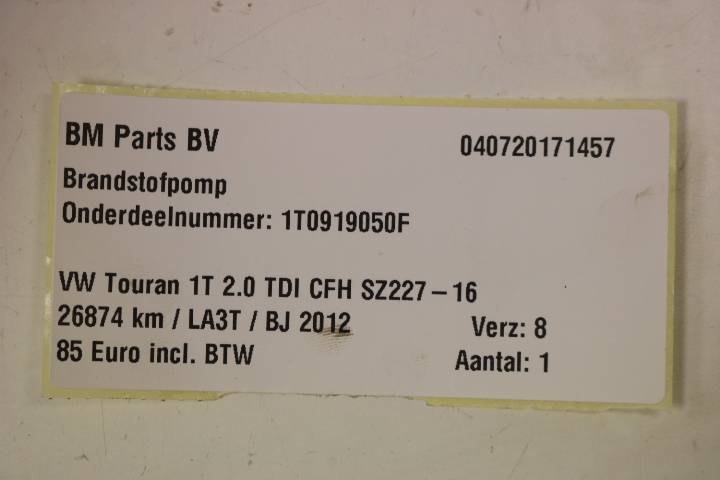 BM Parts BV 040720171457
Brandstofpomp
Onderdeelnummer: 1T0919050F
VW Touran 1T 2.0 TDI CFH SZ227-16
26874 km / LA3T / BJ 2012 Verz: 8
85 Euro incl. BTW Aantal: 1